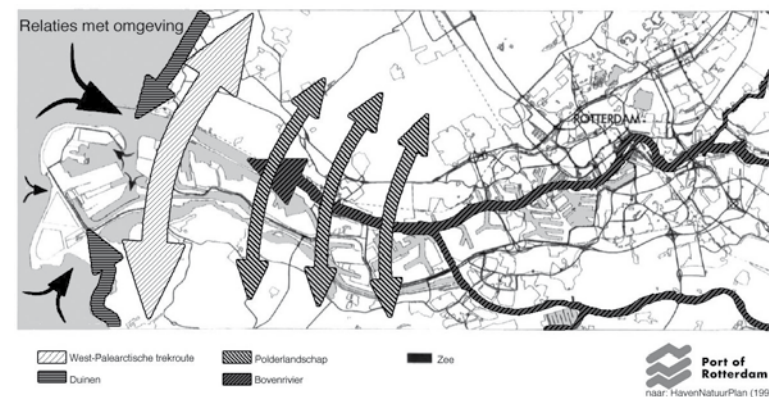 Relaties met omgeving
ROTTERDAM
West-Palearctische trekroute
Polderlandschap
Zee
Duinen
Bovenrivier
Port of
Rotterdam
naar: HavenNatuurPlan (199